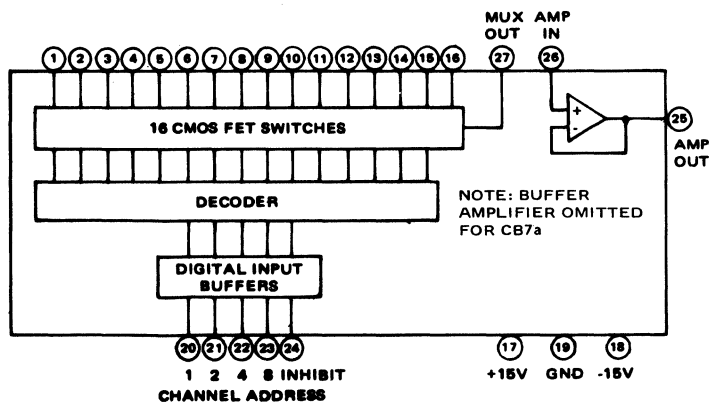 MUX AMP
OUT IN
1 2 3 4 5 6 7 8 9 10 11 12 13 14 15 16 27 26
16 CMOS FET SWITCHES
+
-
25
AMP
OUT
DECODER
NOTE: BUFFER
AMPLIFIER OMITTED
FOR CB7a
DIGITAL INPUT
BUFFERS
20 21 22 23 24 17 19 18
1 2 4 8 INHIBIT +15V GND -15V
CHANNEL ADDRESS